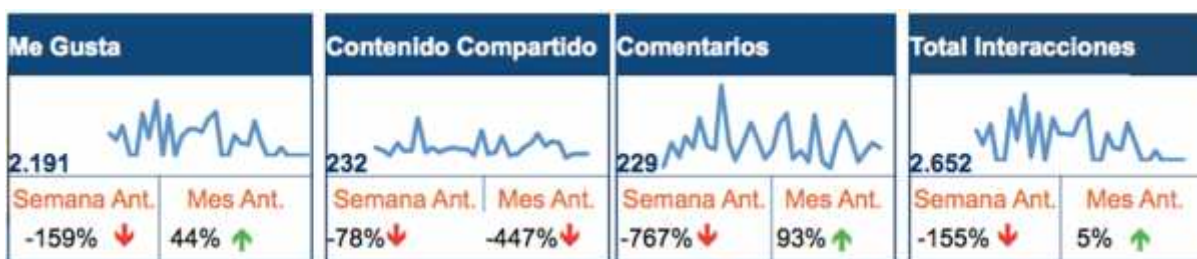 Me Gusta
Contenido Compartido
Comentarios
Total Interacciones
2.191
232
229
2.652
Semana Ant. Mes Ant.
Semana Ant. Mes Ant.
Semana Ant. Mes Ant.
Semana Ant. Mes Ant.
-159% 44%
-78% -447%
-767% 93%
-155% 5%